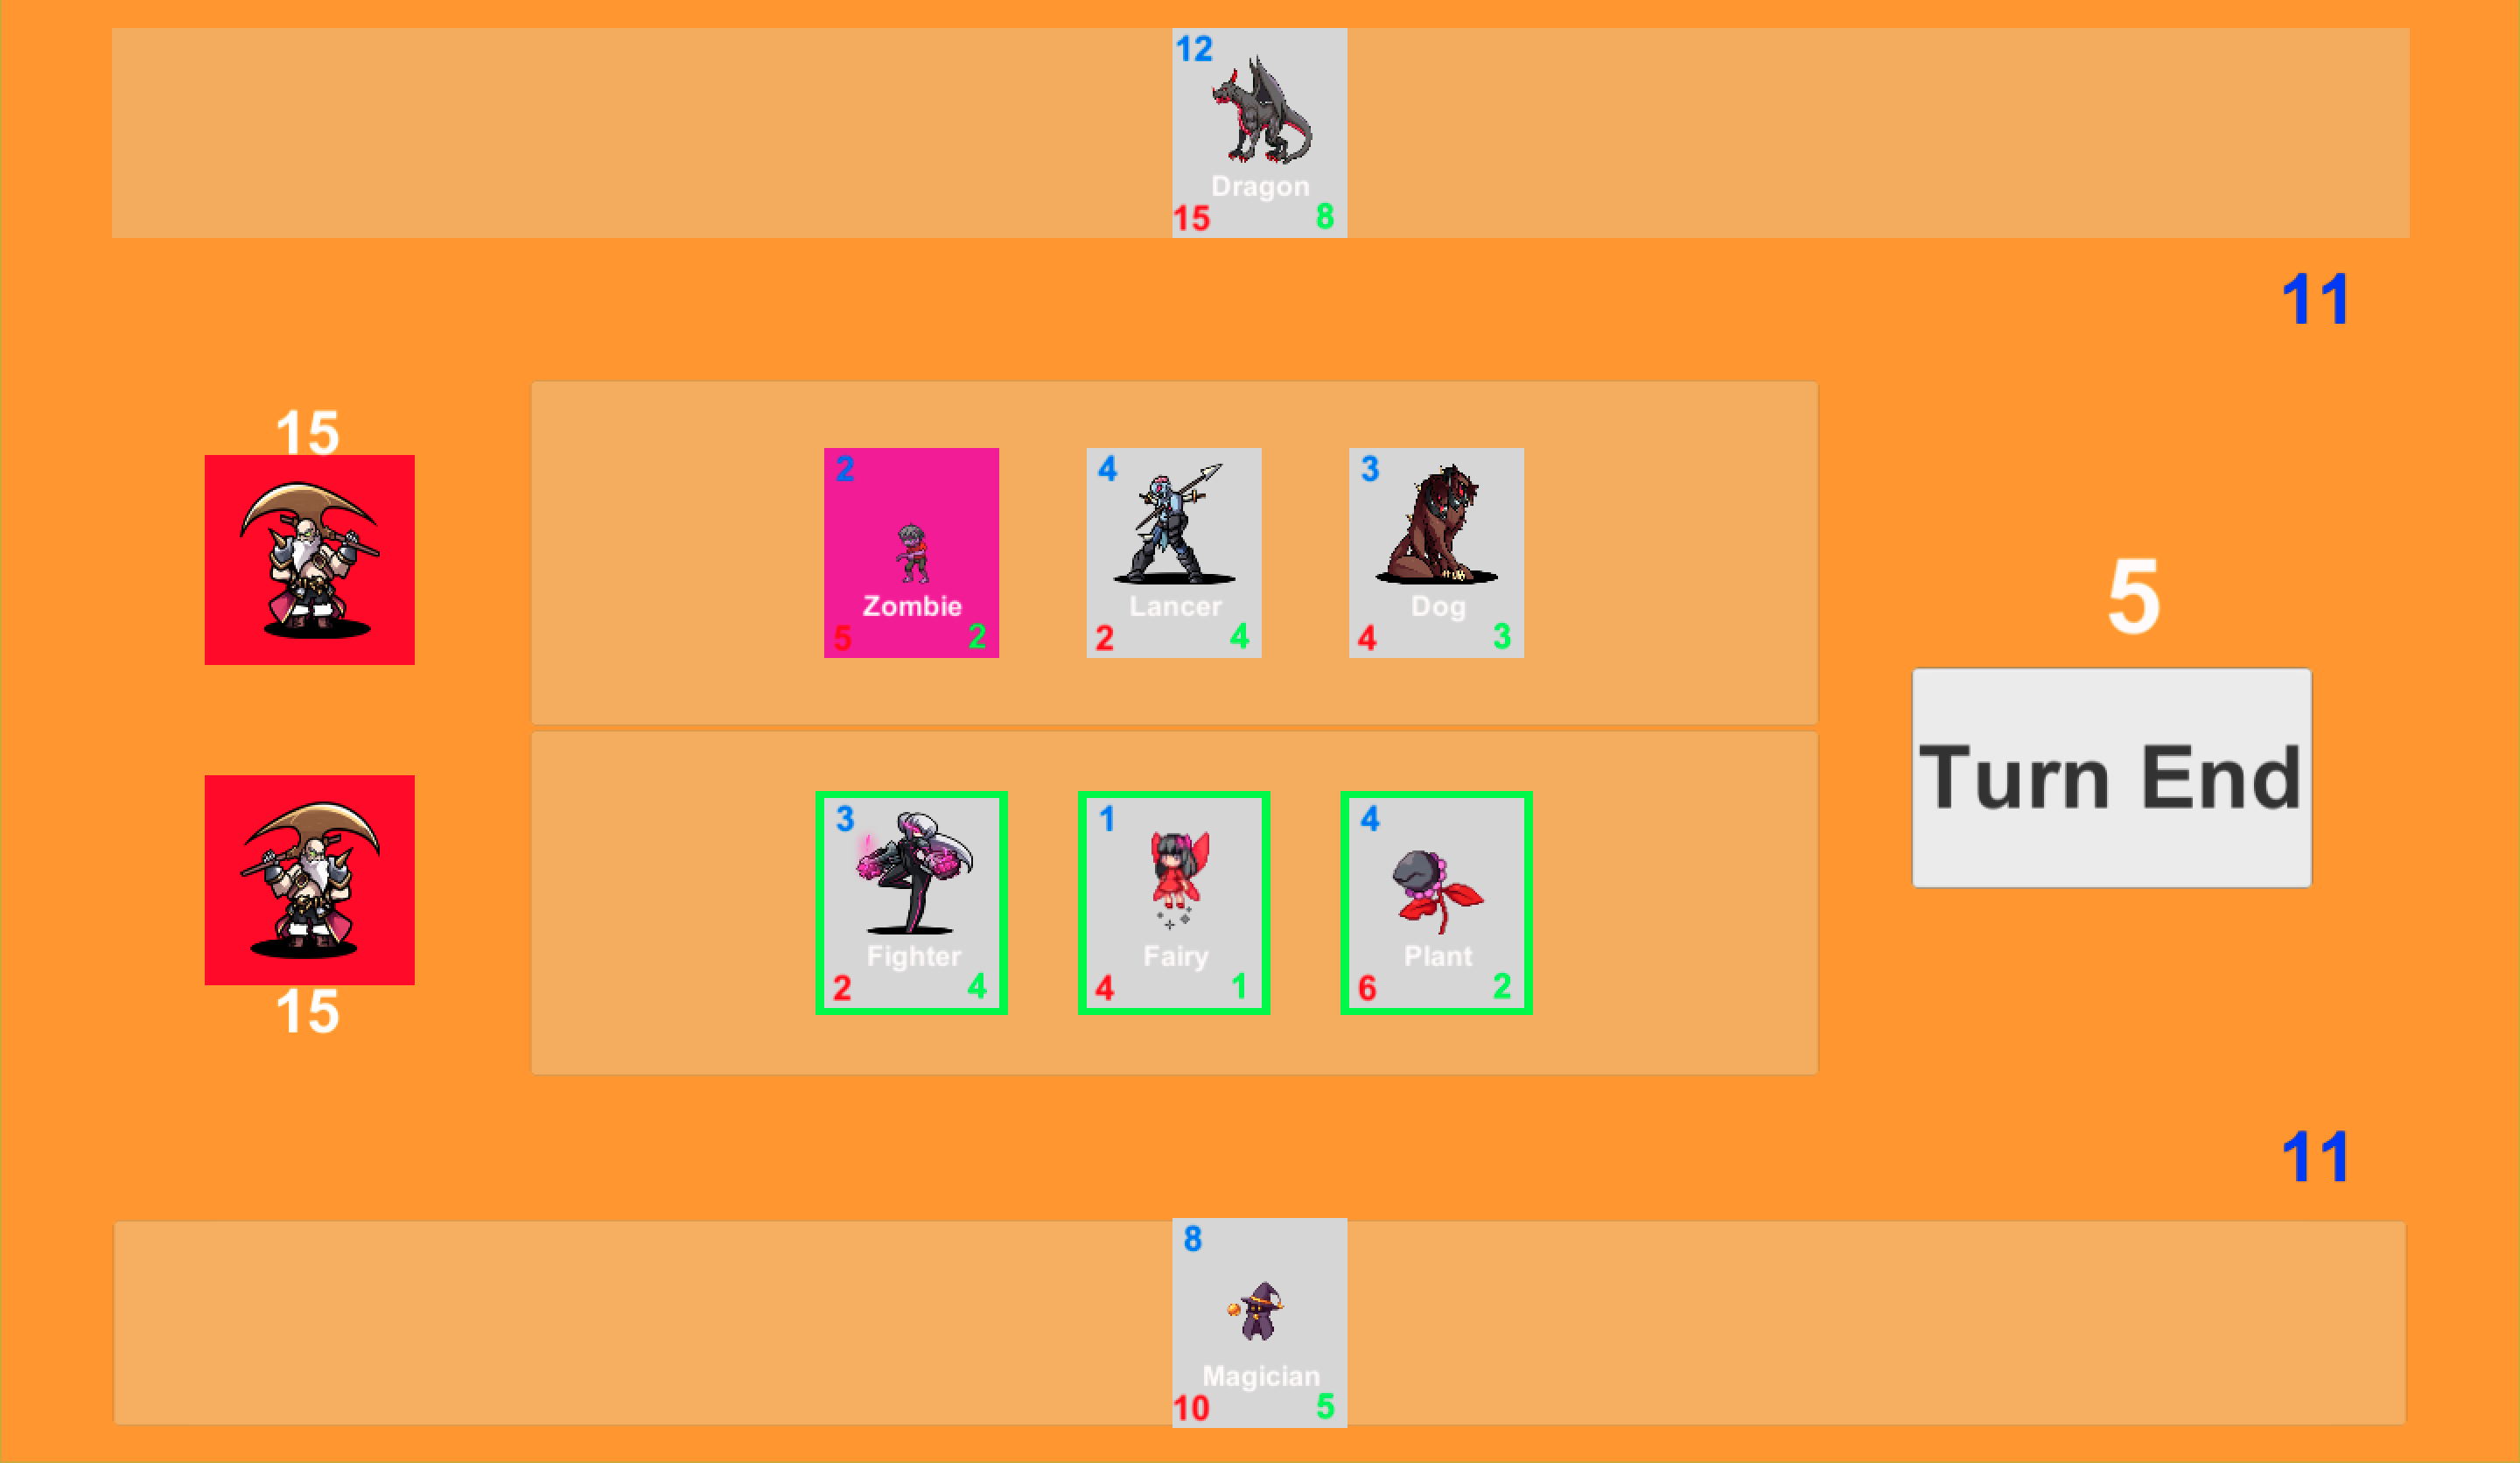 12
Dragon
15 8
11
15
2 4 3
Zombie Lancer Dog
5 2 2 4 4 3
5
Turn End
3 1 4
Fighter Fairy Plant
2 4 4 1 6 2
15
11
8
Magician
10 5